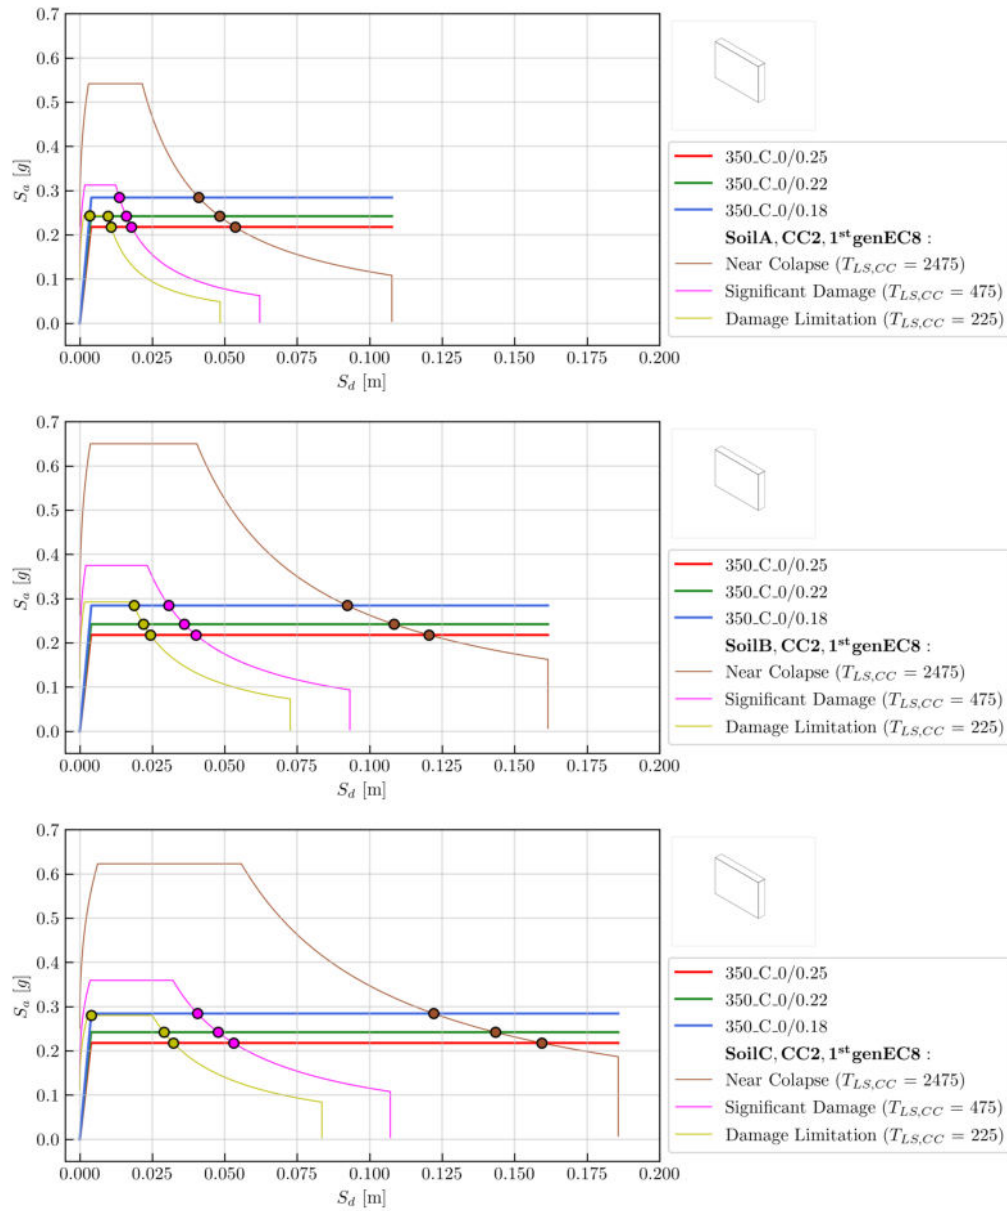 0.7
0.6
0.5
0.4
0.3
0.2
0.1
0.0
S_a [g]
0.000 0.025 0.050 0.075 0.100 0.125 0.150 0.175 0.200
S_d [m]
350_C_0/0.25
350_C_0/0.22
350_C_0/0.18
SoilA, CC2, 1^st genEC8 :
Near Colapse (T_LS,CC = 2475)
Significant Damage (T_LS,CC = 475)
Damage Limitation (T_LS,CC = 225)
0.7
0.6
0.5
0.4
0.3
0.2
0.1
0.0
S_a [g]
0.000 0.025 0.050 0.075 0.100 0.125 0.150 0.175 0.200
S_d [m]
350_C_0/0.25
350_C_0/0.22
350_C_0/0.18
SoilB, CC2, 1^st genEC8 :
Near Colapse (T_LS,CC = 2475)
Significant Damage (T_LS,CC = 475)
Damage Limitation (T_LS,CC = 225)
0.7
0.6
0.5
0.4
0.3
0.2
0.1
0.0
S_a [g]
0.000 0.025 0.050 0.075 0.100 0.125 0.150 0.175 0.200
S_d [m]
350_C_0/0.25
350_C_0/0.22
350_C_0/0.18
SoilC, CC2, 1^st genEC8 :
Near Colapse (T_LS,CC = 2475)
Significant Damage (T_LS,CC = 475)
Damage Limitation (T_LS,CC = 225)